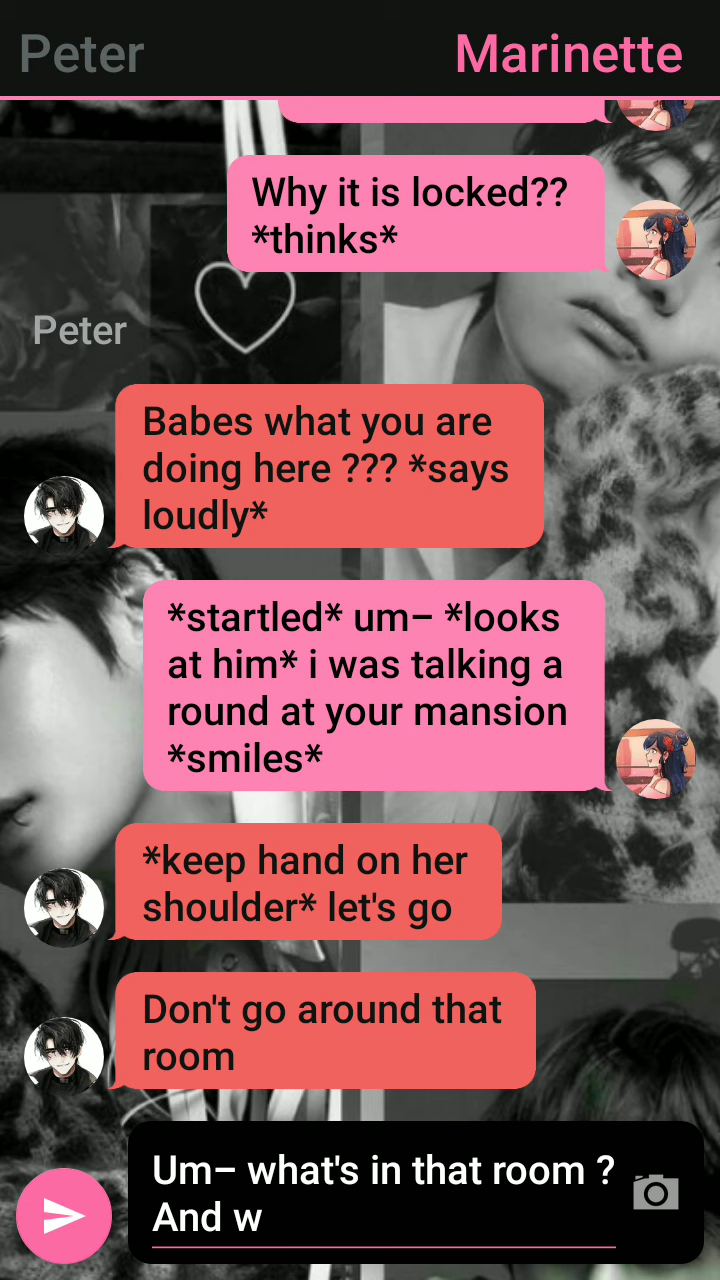 Peter
Marinette
Why it is locked??
*thinks*
Peter
Babes what you are
doing here ??? *says
loudly*
*startled* um– *looks
at him* i was talking a
round at your mansion
*smiles*
*keep hand on her
shoulder* let's go
Don't go around that
room
Um– what's in that room ?
And w